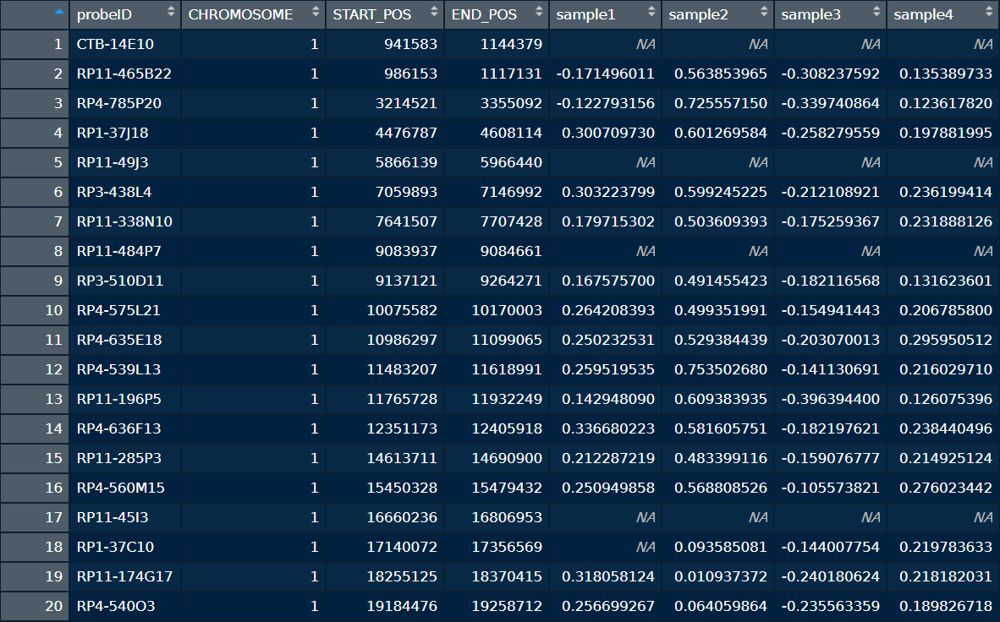 probeID CHROMOSOME START_POS END_POS sample1 sample2 sample3 sample4
1 CTB-14E10 1 941583 1144379 NA NA NA NA
2 RP11-465B22 1 986153 1117131 -0.171496011 0.563853965 -0.308237592 0.135389733
3 RP4-785P20 1 3214521 3355092 -0.122793156 0.725557150 -0.339740864 0.123617820
4 RP1-37J18 1 4476787 4608114 0.300709730 0.601269584 -0.258279559 0.197881995
5 RP11-49J3 1 5866139 5966440 NA NA NA NA
6 RP3-438L4 1 7059893 7146992 0.303223799 0.599245225 -0.212108921 0.236199414
7 RP11-338N10 1 7641507 7707428 0.179715302 0.503609393 -0.175259367 0.231888126
8 RP11-484P7 1 9083937 9084661 NA NA NA NA
9 RP3-510D11 1 9137121 9264271 0.167575700 0.491455423 -0.182116568 0.131623601
10 RP4-575L21 1 10075582 10170003 0.264208393 0.499351991 -0.154941443 0.206785800
11 RP4-635E18 1 10986297 11099065 0.250232531 0.529384439 -0.203070013 0.295950512
12 RP4-539L13 1 11483207 11618991 0.259519535 0.753502680 -0.141130691 0.216029710
13 RP11-196P5 1 11765728 11932249 0.142948090 0.609383935 -0.396394400 0.126075396
14 RP4-636F13 1 12351173 12405918 0.336680223 0.581605751 -0.182197621 0.238440496
15 RP11-285P3 1 14613711 14690900 0.212287219 0.483399116 -0.159076777 0.214925124
16 RP4-560M15 1 15450328 15479432 0.250949858 0.568808526 -0.105573821 0.276023442
17 RP11-45I3 1 16660236 16806953 NA NA NA NA
18 RP1-37C10 1 17140072 17356569 NA 0.093585081 -0.144007754 0.219783633
19 RP11-174G17 1 18255125 18370415 0.318058124 0.010937372 -0.240180624 0.218182031
20 RP4-540O3 1 19184476 19258712 0.256699267 0.064059864 -0.235563359 0.189826718